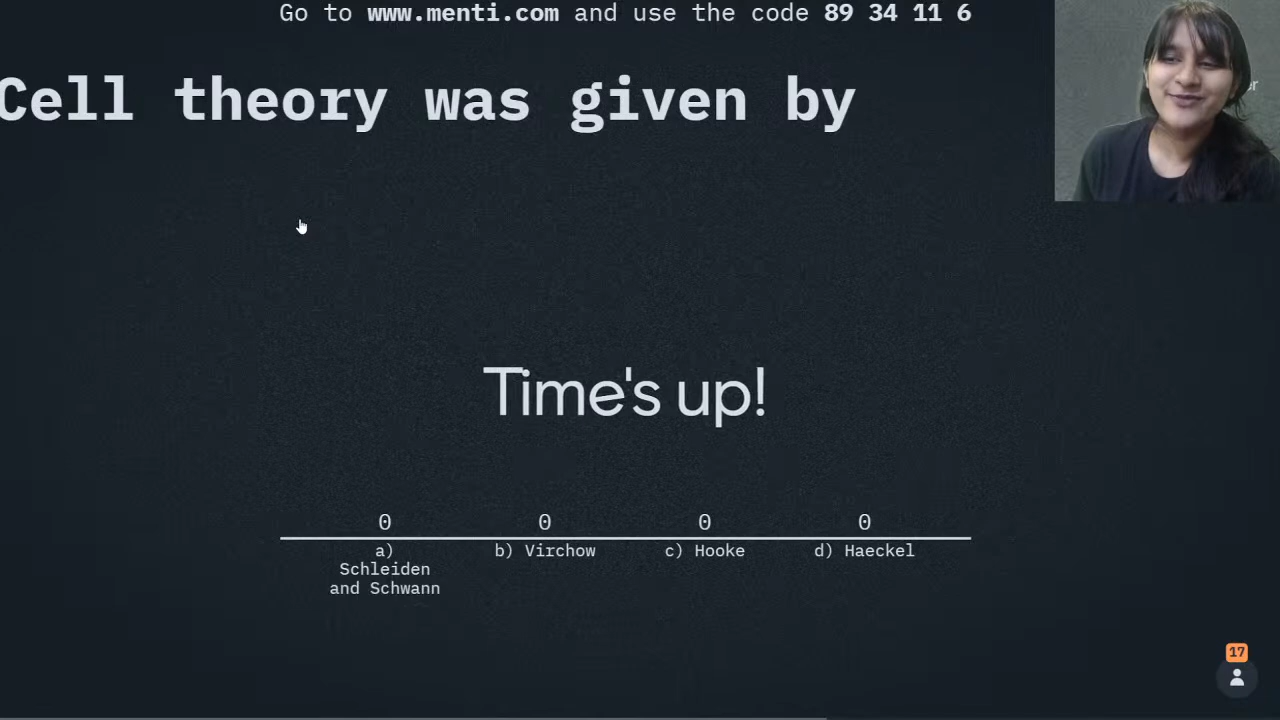 Go to www.menti.com and use the code 89 34 11 6
Cell theory was given by
Time's up!
0 0 0 0
a) Schleiden and Schwann
b) Virchow
c) Hooke
d) Haeckel
17